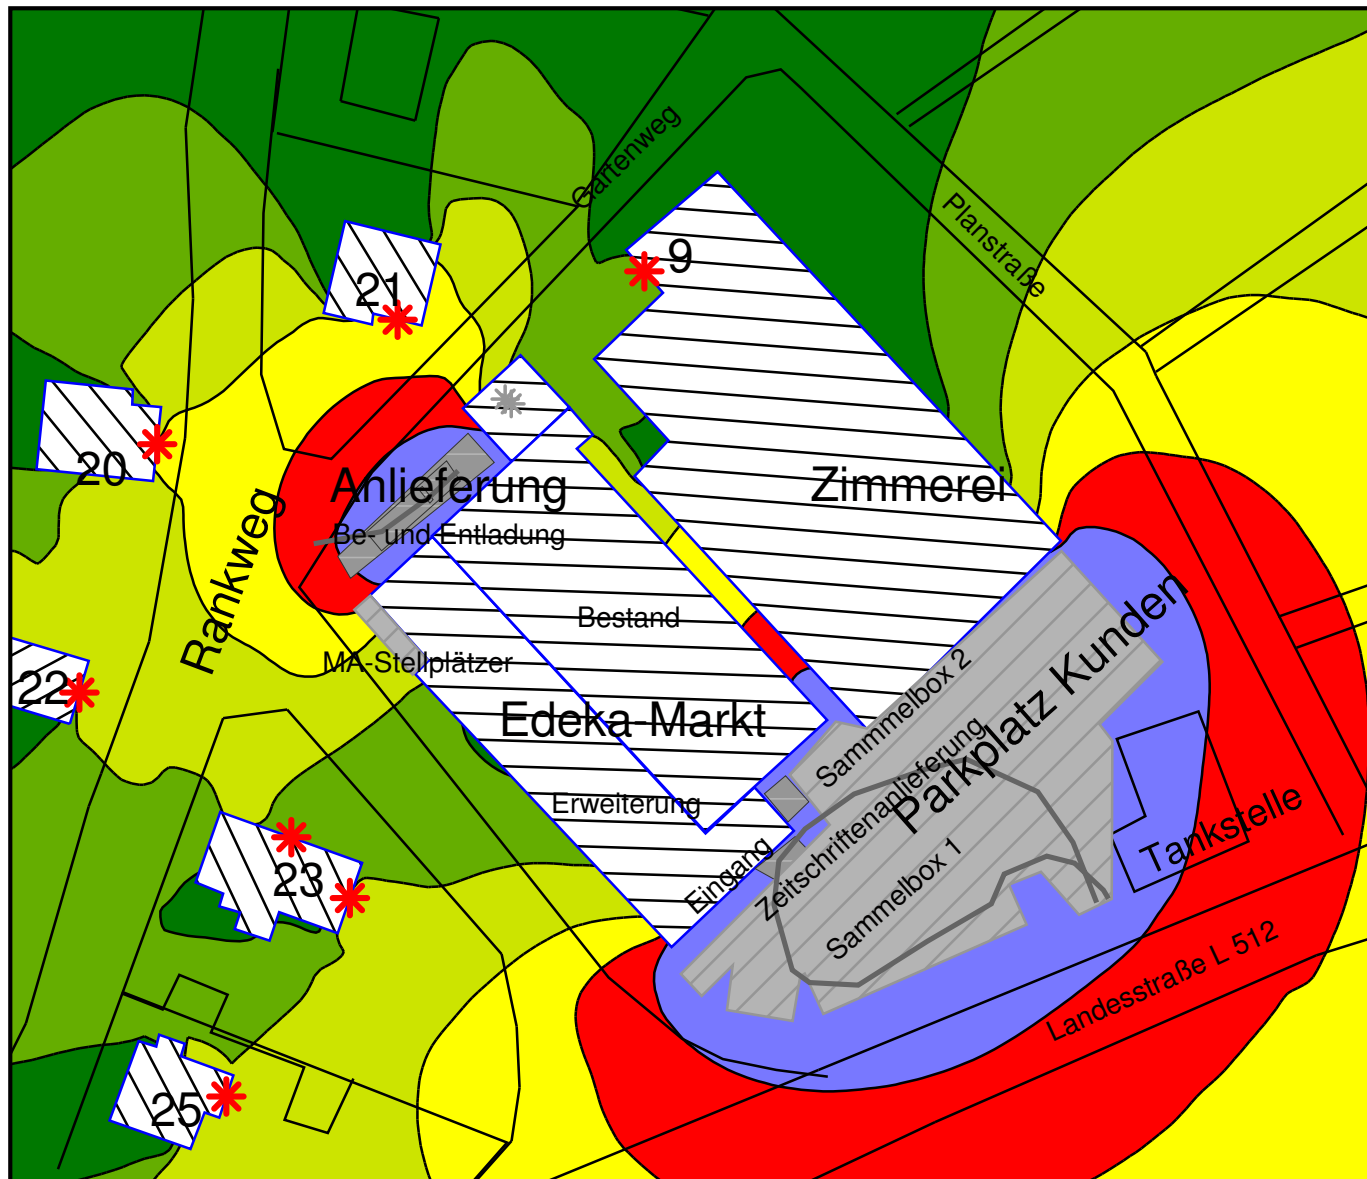 Gartenweg
Planstraße
9
21
20
Anlieferung
Be- und Entladung
Zimmerei
Rankweg
Bestand
MA-Stellplätzer
22
Edeka-Markt
Sammmelbox 2
Parkplatz Kunden
Zeitschriftenanlieferung
Erweiterung
Eingang
Sammelbox 1
Tankstelle
23
Landesstraße L 512
25